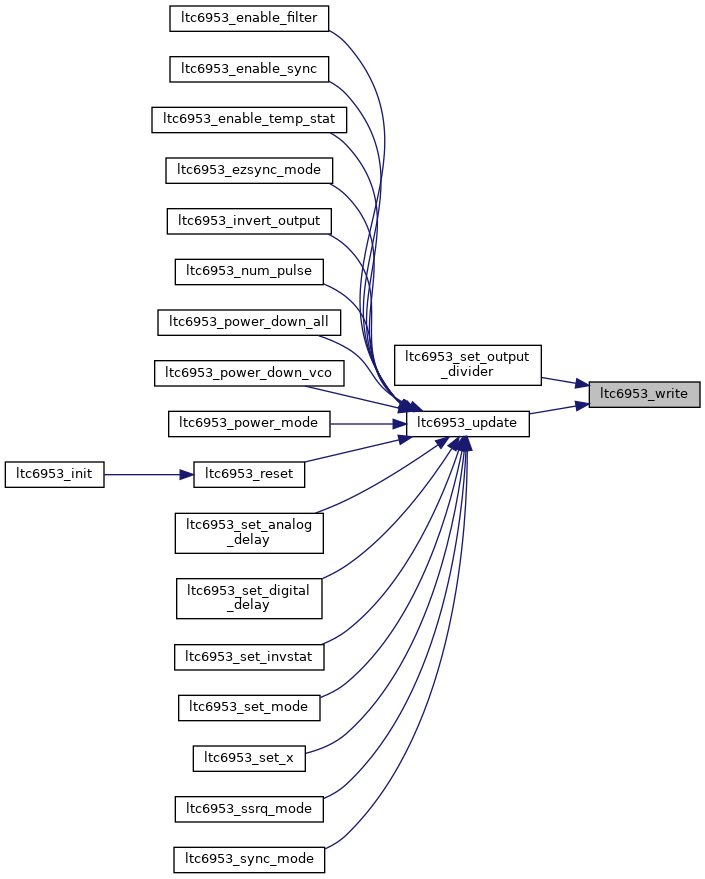 ltc6953_enable_filter
ltc6953_enable_sync
ltc6953_enable_temp_stat
ltc6953_ezsync_mode
ltc6953_invert_output
ltc6953_num_pulse
ltc6953_power_down_all
ltc6953_set_output
_divider
ltc6953_power_down_vco
ltc6953_write
ltc6953_power_mode
ltc6953_update
ltc6953_init
ltc6953_reset
ltc6953_set_analog
_delay
ltc6953_set_digital
_delay
ltc6953_set_invstat
ltc6953_set_mode
ltc6953_set_x
ltc6953_ssrq_mode
ltc6953_sync_mode